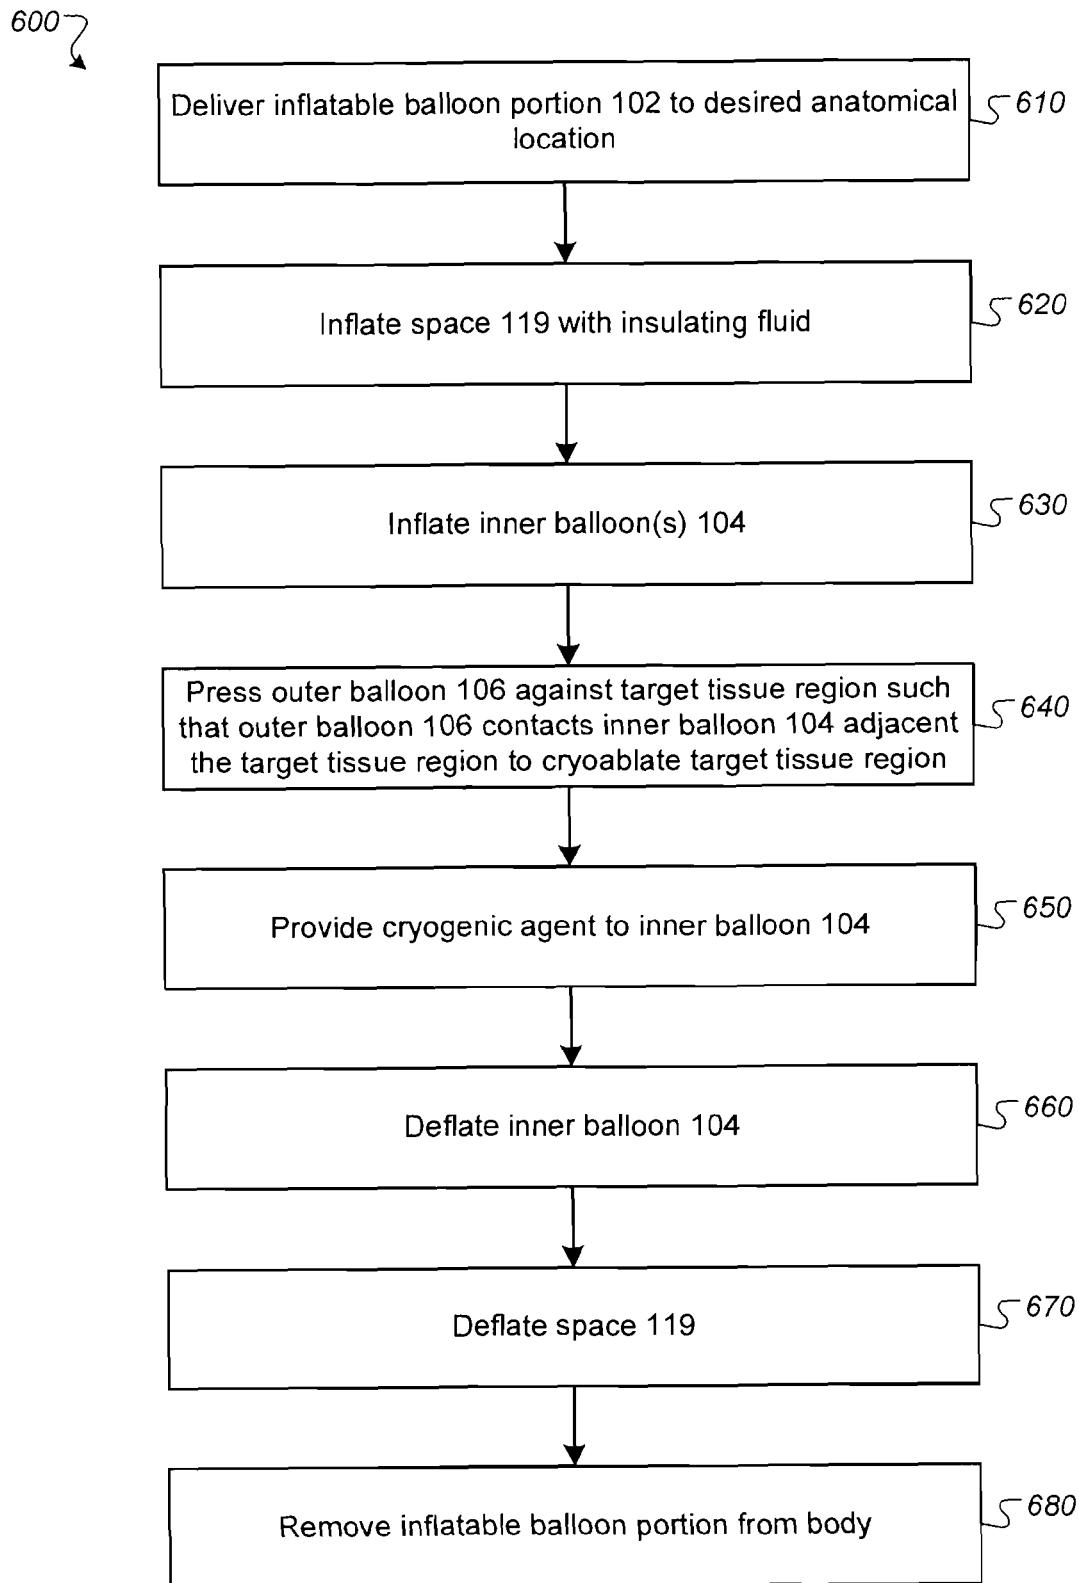 600
Deliver inflatable balloon portion 102 to desired anatomical
location
610
Inflate space 119 with insulating fluid
620
Inflate inner balloon(s) 104
630
Press outer balloon 106 against target tissue region such
that outer balloon 106 contacts inner balloon 104 adjacent
the target tissue region to cryoablate target tissue region
640
Provide cryogenic agent to inner balloon 104
650
Deflate inner balloon 104
660
Deflate space 119
670
Remove inflatable balloon portion from body
680